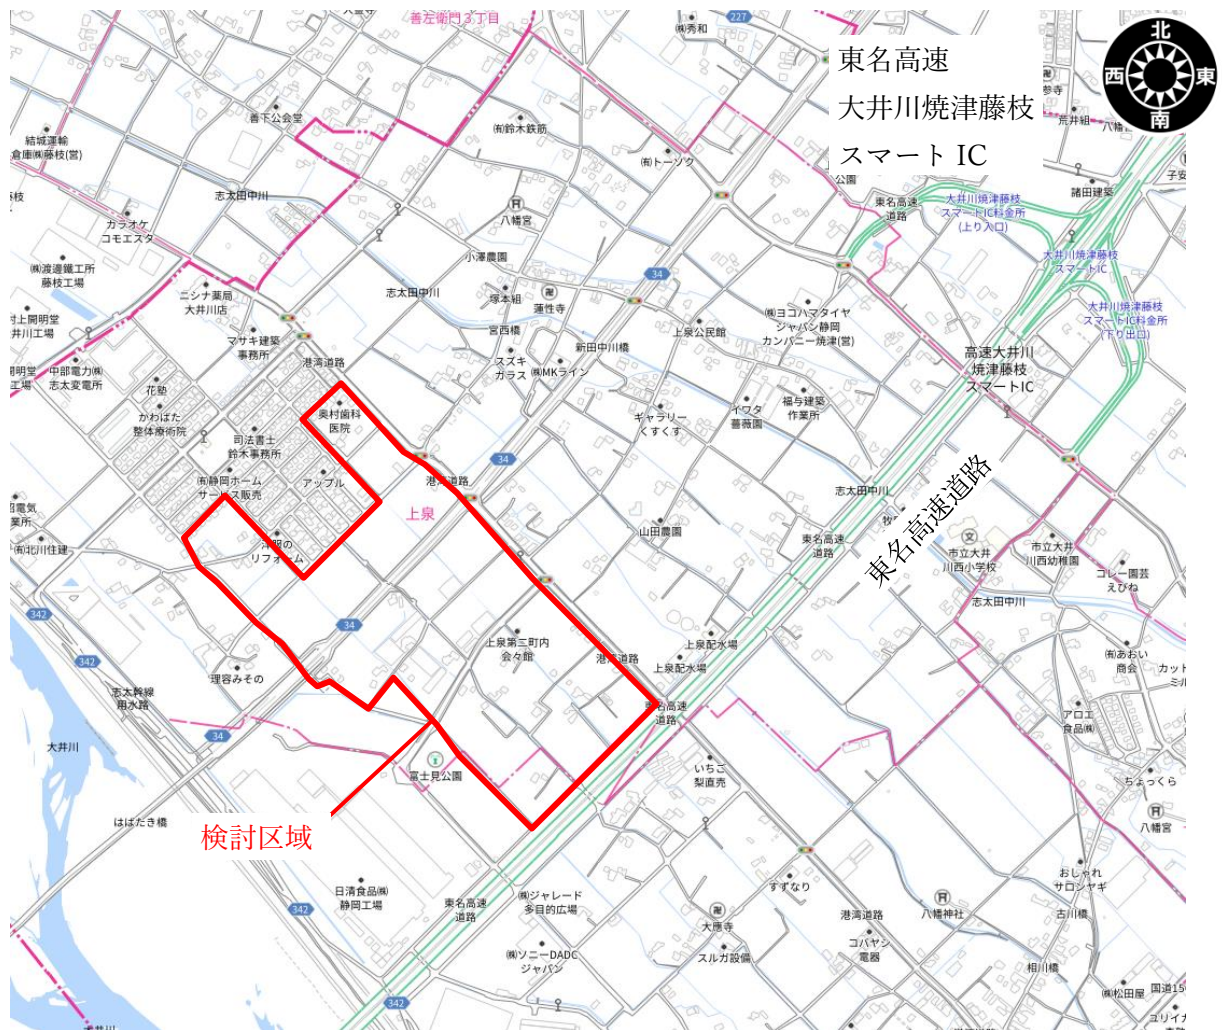 善左衛門3丁目
227
㈱秀和
東名高速
大井川焼津藤枝
スマート IC
北
西
東
南
善下公会堂
㈲鈴木鉄筋
㈲トーソク
荒井組
結城運輸
倉庫㈱藤枝(営)
志太田中川
カラオケ
コモエスタ
八幡宮
公園
東名高速
道路
大井川焼津藤枝
スマートIC料金所
(上り入口)
諸田建築
㈱渡邉鐵工所
藤枝工場
小澤農園
34
大井川焼津藤枝
スマートIC
ニシナ薬局
大井川店
志太田中川
塚本組
蓮性寺
宮西橋
大井川焼津藤枝
スマートIC料金所
(下り出口)
村上開明堂
井川工場
マサキ建築
事務所
㈱ヨコハマタイヤ
ジャパン静岡
カンパニー焼津(営)
上泉公民館
新田中川橋
港湾道路
スズキ
ガラス
㈱MKライン
高速大井川
焼津藤枝
スマートIC
中部電力㈱
志太変電所
花塾
かわばた
整体療術院
奥村歯科
医院
ギャラリー
くすくす
イワタ
薔薇園
福与建築
作業所
司法書士
鈴木事務所
34
㈲静岡ホーム
サービス販売
アップル
港湾道路
上泉
志太田中川
東名高速道路
山田農園
東名高速
道路
㈲北川住建
リフォーム
市立大井
川西小学校
市立大井
川西幼稚園
コレー園芸
えびね
志太田中川
342
34
上泉第二町内
会々館
上泉配水場
上泉配水場
港湾道路
342
理容みその
㈲あおい
商会
志太幹線
用水路
東名高速
道路
アロエ
食品㈱
34
大井川
富士見公園
いちご
梨直売
ちょっくら
はばたき橋
検討区域
八幡宮
日清食品㈱
静岡工場
すずなり
おしゃれ
サロンヤギ
342
東名高速
道路
㈱ジャレード
多目的広場
大應寺
港湾道路
八幡神社
古川橋
㈱ソニーDADC
ジャパン
スルガ設備
コバヤシ
電器
相川橋
342
㈱松田屋
国道15